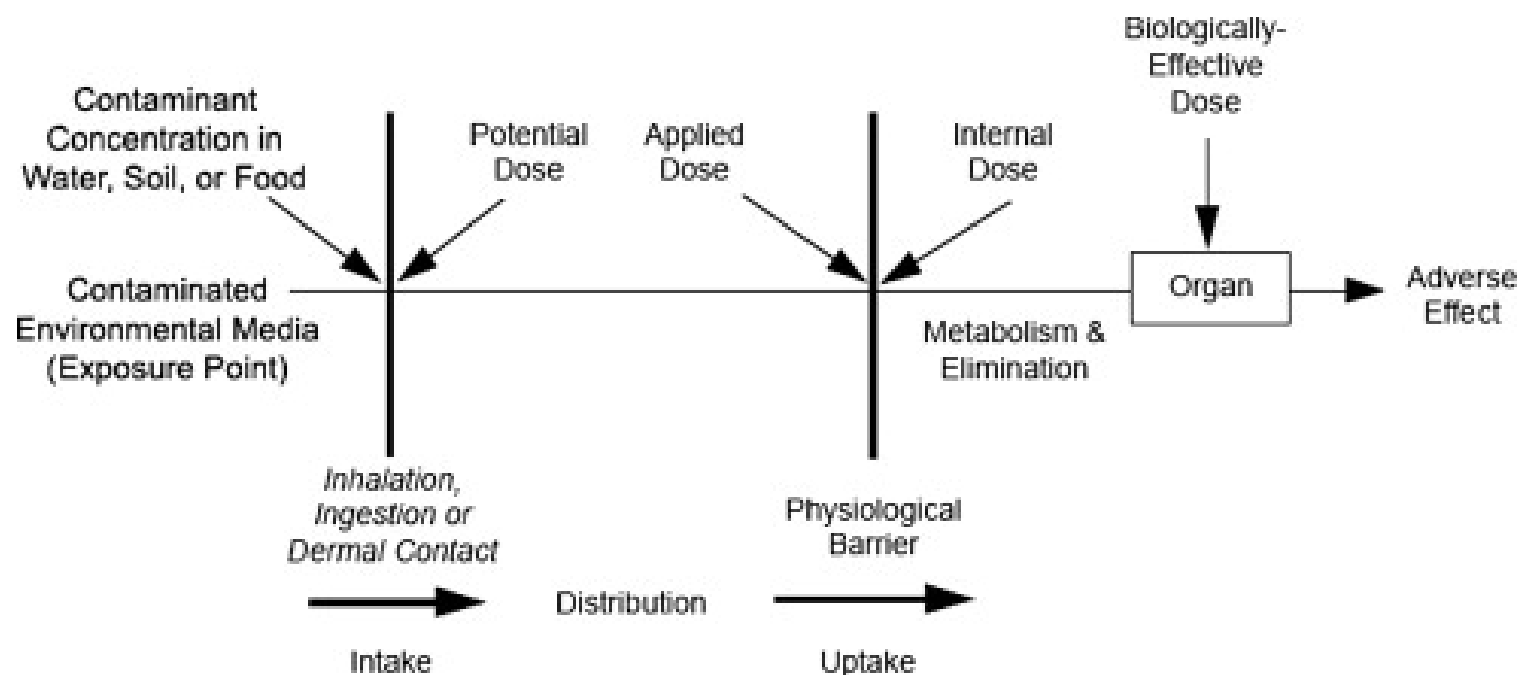 Biologically-
Effective
Dose
Contaminant
Concentration in
Water, Soil, or Food
Potential
Dose
Applied
Dose
Internal
Dose
Contaminated
Environmental Media
(Exposure Point)
Organ
Adverse
Effect
Metabolism &
Elimination
Inhalation,
Ingestion or
Dermal Contact
Physiological
Barrier
Distribution
Intake
Uptake